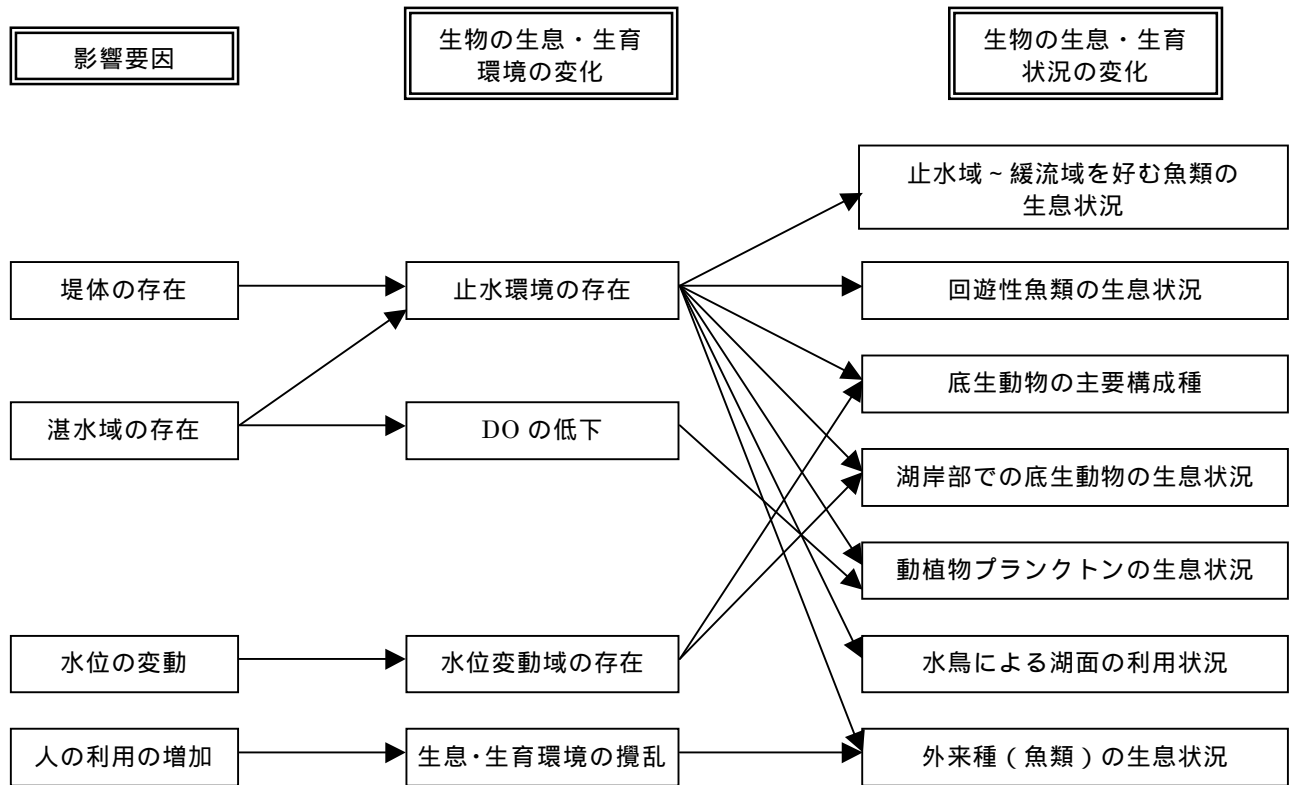 影響要因
生物の生息・生育
環境の変化
生物の生息・生育
状況の変化
止水域~緩流域を好む魚類の
生息状況
堤体の存在
止水環境の存在
回遊性魚類の生息状況
底生動物の主要構成種
湛水域の存在
DO の低下
湖岸部での底生動物の生息状況
動植物プランクトンの生息状況
水位の変動
水位変動域の存在
水鳥による湖面の利用状況
人の利用の増加
生息・生育環境の攪乱
外来種(魚類)の生息状況